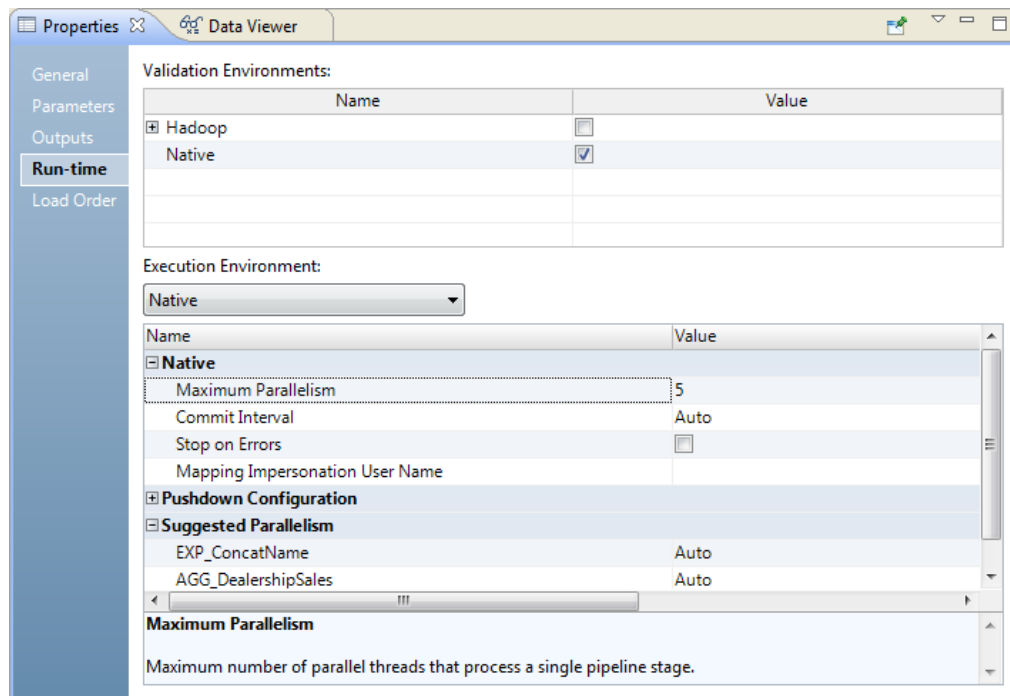 Properties Data Viewer
General
Parameters
Outputs
Run-time
Load Order
Validation Environments:
Name Value
Hadoop
Native
Execution Environment:
Native
Name Value
Native
Maximum Parallelism 5
Commit Interval Auto
Stop on Errors
Mapping Impersonation User Name
Pushdown Configuration
Suggested Parallelism
EXP_ConcatName Auto
AGG_DealershipSales Auto
Maximum Parallelism
Maximum number of parallel threads that process a single pipeline stage.